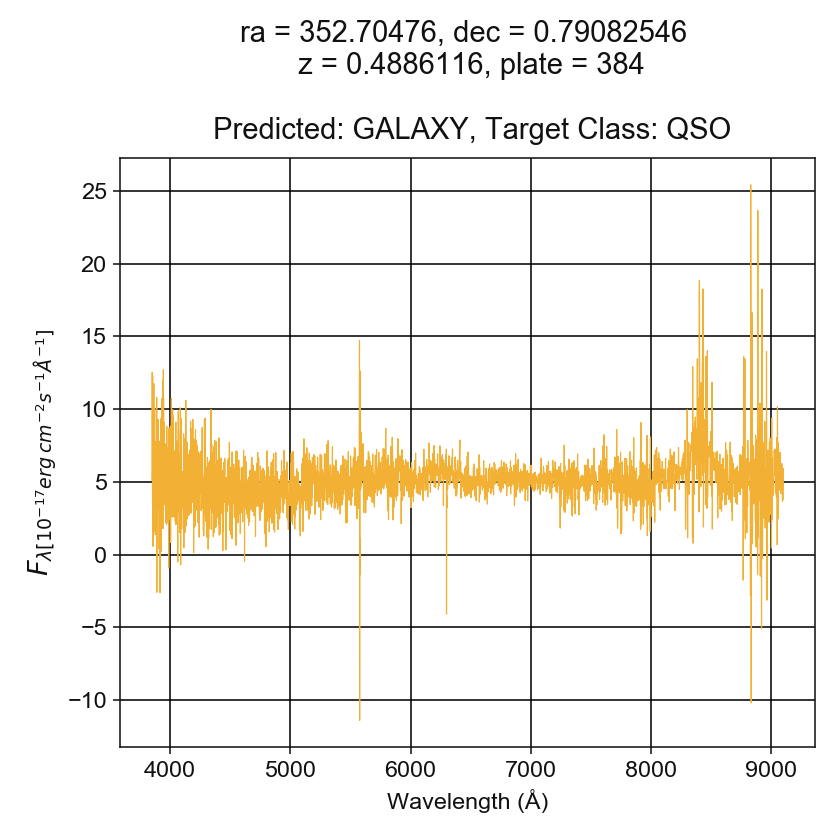 ra = 352.70476, dec = 0.79082546
z = 0.4886116, plate = 384
Predicted: GALAXY, Target Class: QSO
25
20
15
10
5
0
−5
−10
F_λ[10⁻¹⁷erg cm⁻²s⁻¹Å⁻¹]
4000 5000 6000 7000 8000 9000
Wavelength (Å)